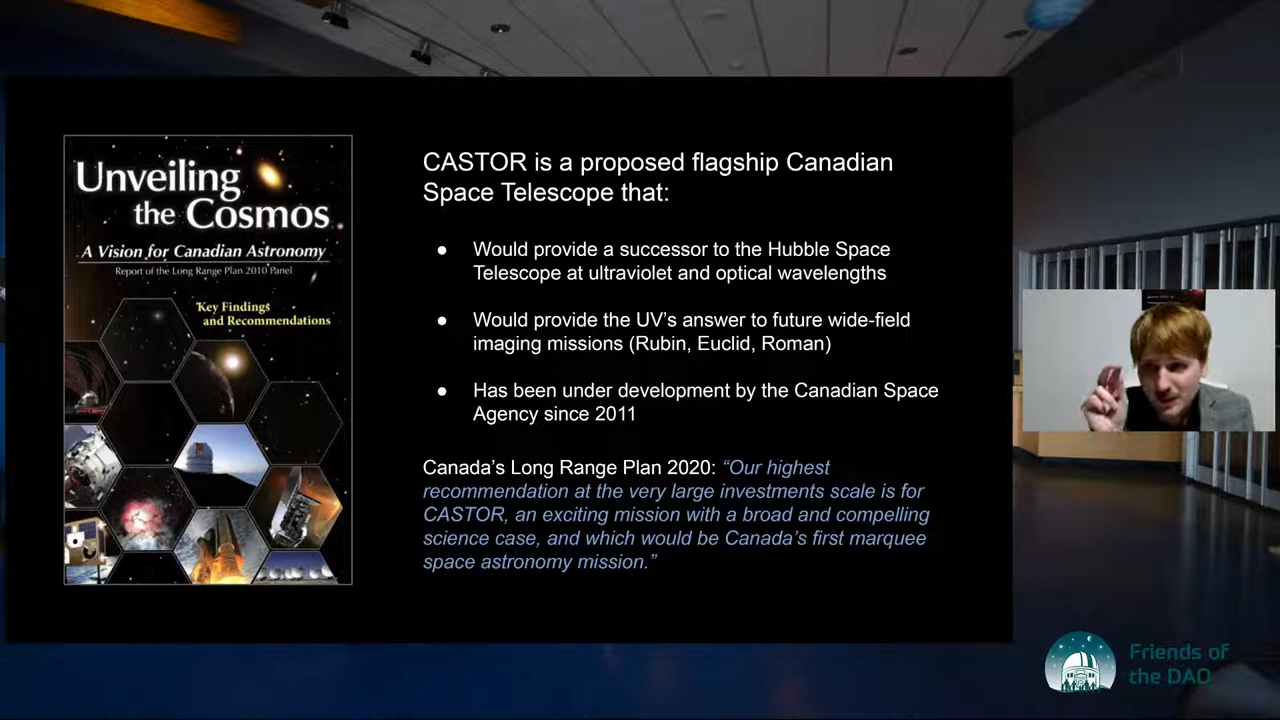 Unveiling
the Cosmos
A Vision for Canadian Astronomy
Report of the Long Range Plan 2010 Panel
Key Findings
and Recommendations
CASTOR is a proposed flagship Canadian
Space Telescope that:
● Would provide a successor to the Hubble Space
Telescope at ultraviolet and optical wavelengths
● Would provide the UV's answer to future wide-field
imaging missions (Rubin, Euclid, Roman)
● Has been under development by the Canadian Space
Agency since 2011
Canada's Long Range Plan 2020: “Our highest
recommendation at the very large investments scale is for
CASTOR, an exciting mission with a broad and compelling
science case, and which would be Canada's first marquee
space astronomy mission.”
Friends of
the DAO